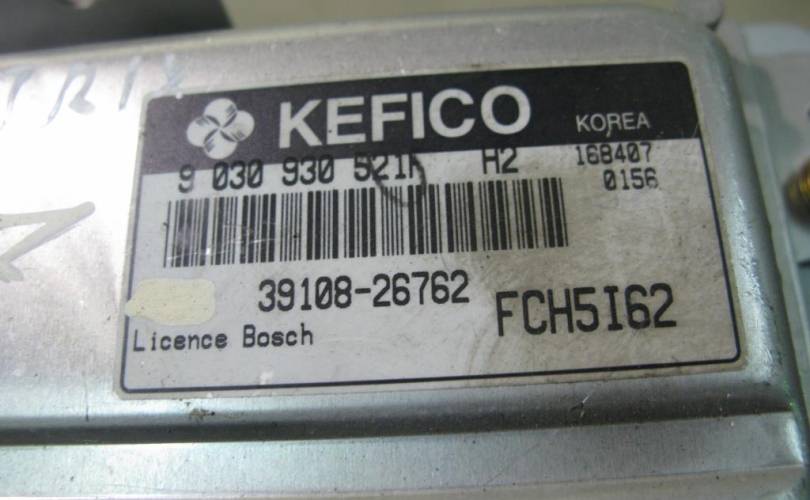 KEFICO KOREA
9 030 930 521K H2 168407
0156
39108-26762 FCH5I62
Licence Bosch